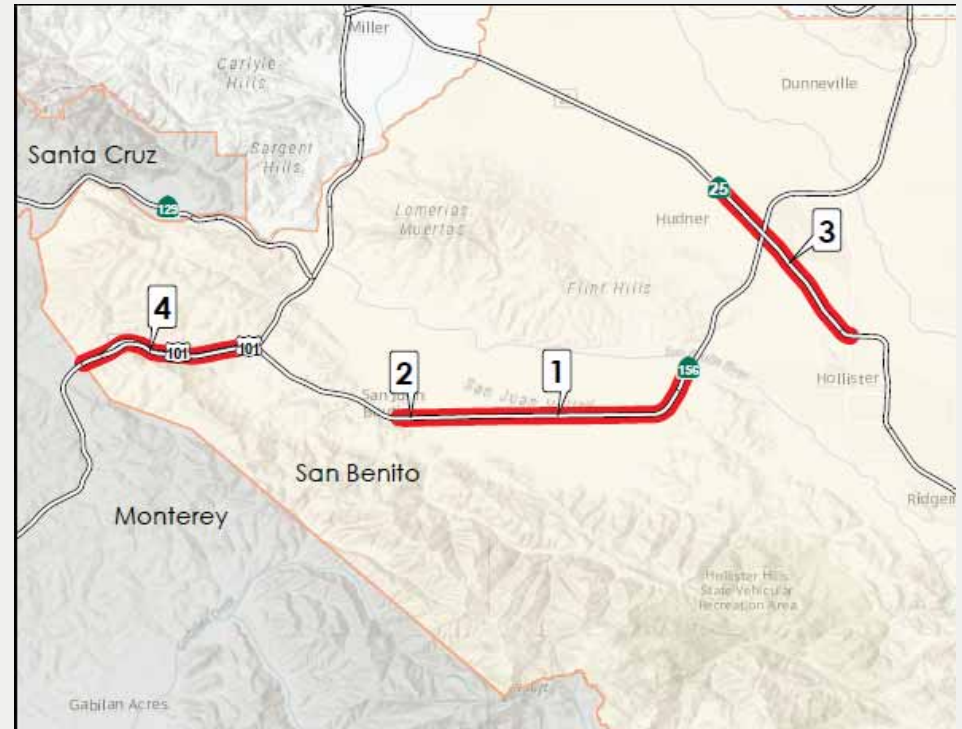 Miller
Carlyle
Hills
Dunneville
Santa Cruz
Sargent
Hills
129
25
Lomerias
Muertas
Hudner
3
Flint Hills
4
101
101
2
1
156
Hollister
San Juan
San Benito
Monterey
Hollister Hills
State Vehicular
Recreation Area
Gabilan Acres